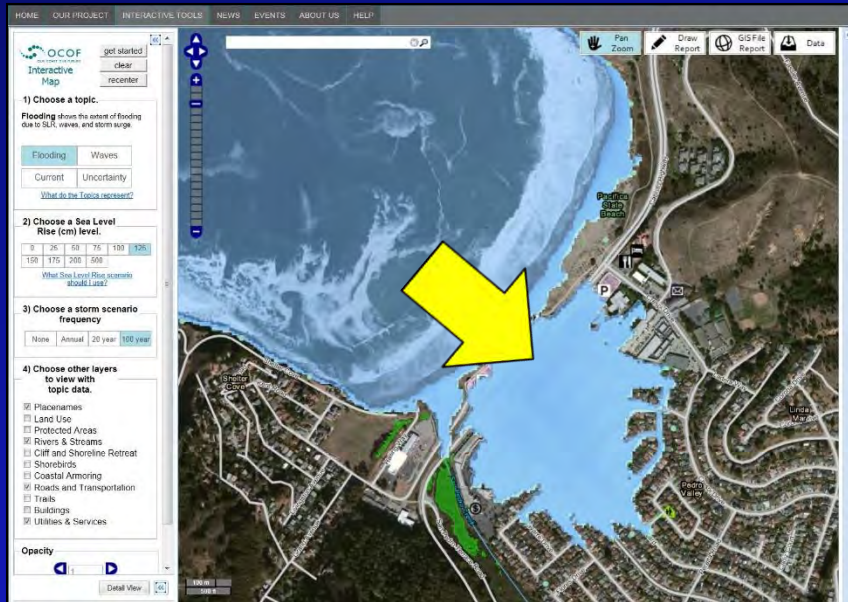 HOME OUR PROJECT INTERACTIVE TOOLS NEWS EVENTS ABOUT US HELP
OCOF
Interactive
Map
get started
clear
recenter
1) Choose a topic.
Flooding shows the extent of flooding
due to SLR, waves, and storm surge.
Flooding Waves
Current Uncertainty
What do the Topics represent?
2) Choose a Sea Level
Rise (cm) level.
0 25 50 75 100 125
150 175 200 500
What Sea Level Rise scenario
should I use?
3) Choose a storm scenario
frequency
None Annual 20 year 100 year
4) Choose other layers
to view with
topic data.
Placenames
Land Use
Protected Areas
Rivers & Streams
Cliff and Shoreline Retreat
Shorebirds
Coastal Armoring
Roads and Transportation
Trails
Buildings
Utilities & Services
Opacity
1
Detail View
Pan
Zoom
Draw
Report
GIS File
Report
Data
Pacifica
State
Beach
P
Shelter
Cove
Linda
Mar
Pedro
Valley
100 m
500 ft